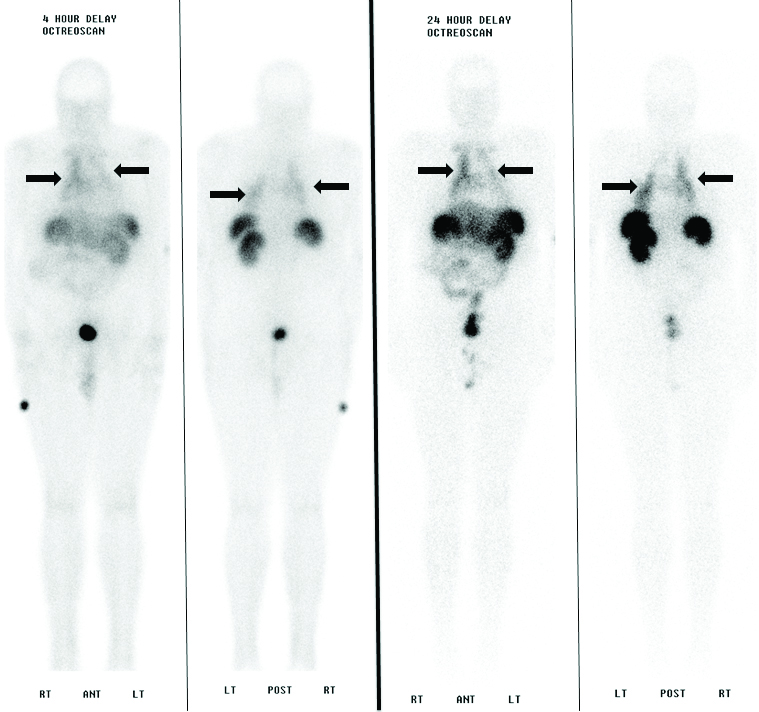 4 HOUR DELAY
OCTREOSCAN
24 HOUR DELAY
OCTREOSCAN
RT ANT LT
LT POST RT
RT ANT LT
LT POST RT